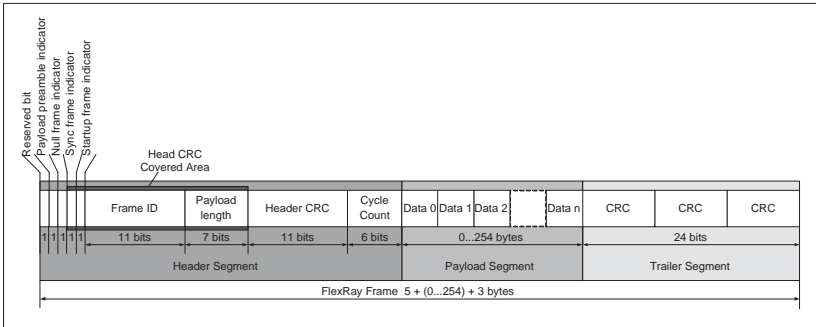 Reserved bit
Payload preamble indicator
Null frame indicator
Sync frame indicator
Startup frame indicator
Head CRC
Covered Area
Frame ID
Payload
length
Header CRC
Cycle
Count
Data 0
Data 1
Data 2
Data n
CRC
CRC
CRC
1 1 1 1 1
11 bits
7 bits
11 bits
6 bits
0...254 bytes
24 bits
Header Segment
Payload Segment
Trailer Segment
FlexRay Frame 5 + (0...254) + 3 bytes